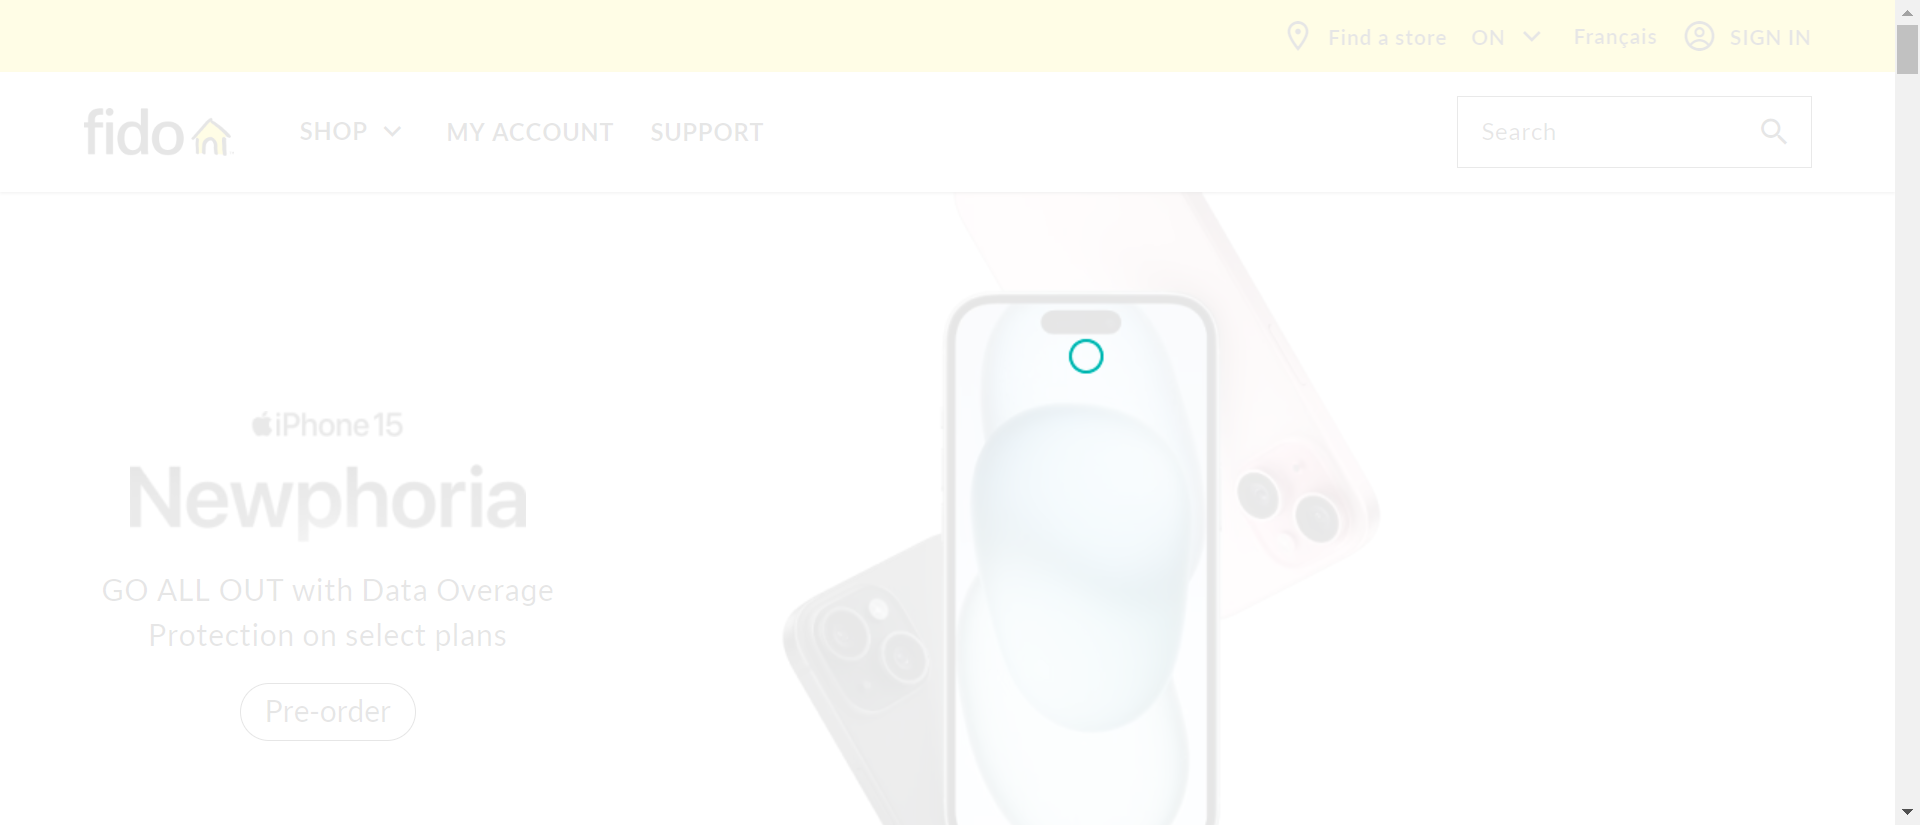 Find a store ON Français SIGN IN
fido SHOP MY ACCOUNT SUPPORT Search
iPhone 15
Newphoria
GO ALL OUT with Data Overage
Protection on select plans
Pre-order